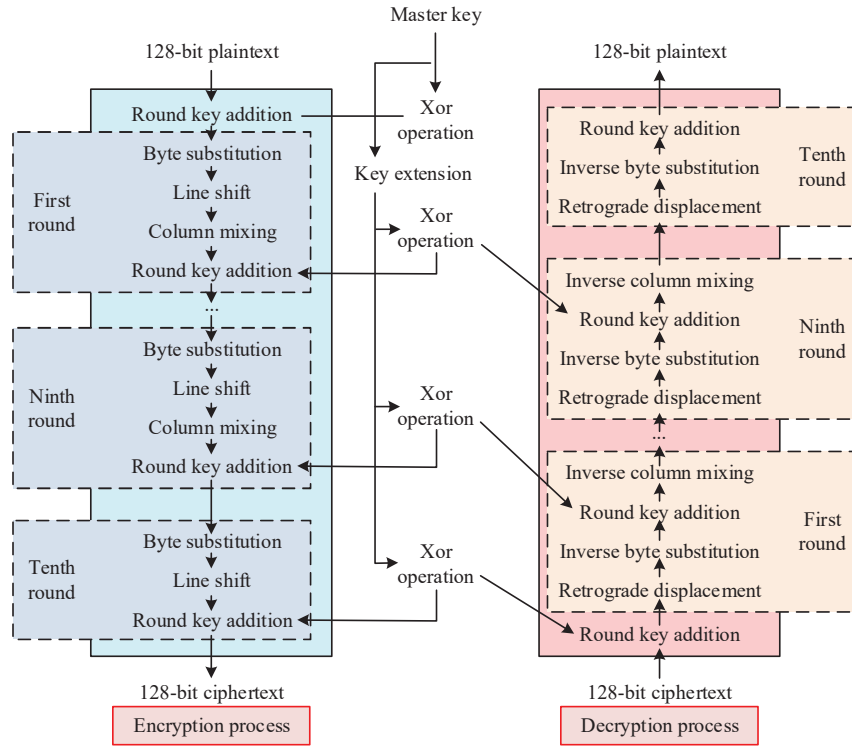 Master key
128-bit plaintext
Round key addition
First
round
Byte substitution
Line shift
Column mixing
Round key addition
...
Ninth
round
Byte substitution
Line shift
Column mixing
Round key addition
Tenth
round
Byte substitution
Line shift
Round key addition
128-bit ciphertext
Encryption process
Xor
operation
Key extension
Xor
operation
Xor
operation
Xor
operation
128-bit plaintext
Round key addition
Inverse byte substitution
Retrograde displacement
Tenth
round
Inverse column mixing
Round key addition
Inverse byte substitution
Retrograde displacement
Ninth
round
...
Inverse column mixing
Round key addition
Inverse byte substitution
Retrograde displacement
First
round
Round key addition
128-bit ciphertext
Decryption process